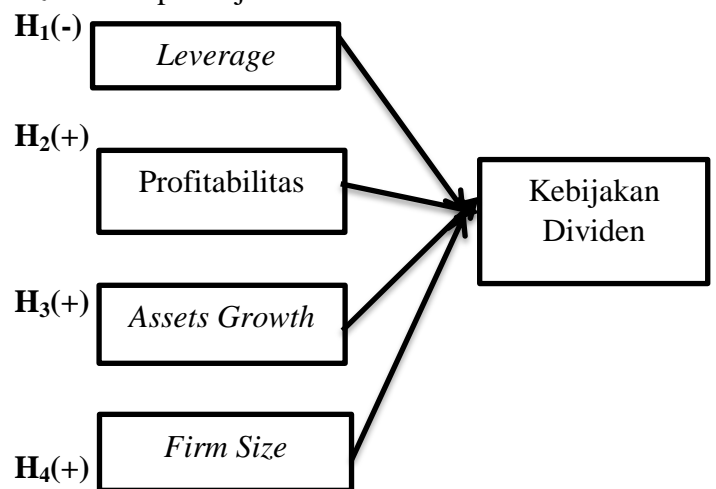 H₁(-)
Leverage
H₂(+)
Profitabilitas
Kebijakan
Dividen
H₃(+)
Assets Growth
Firm Size
H₄(+)